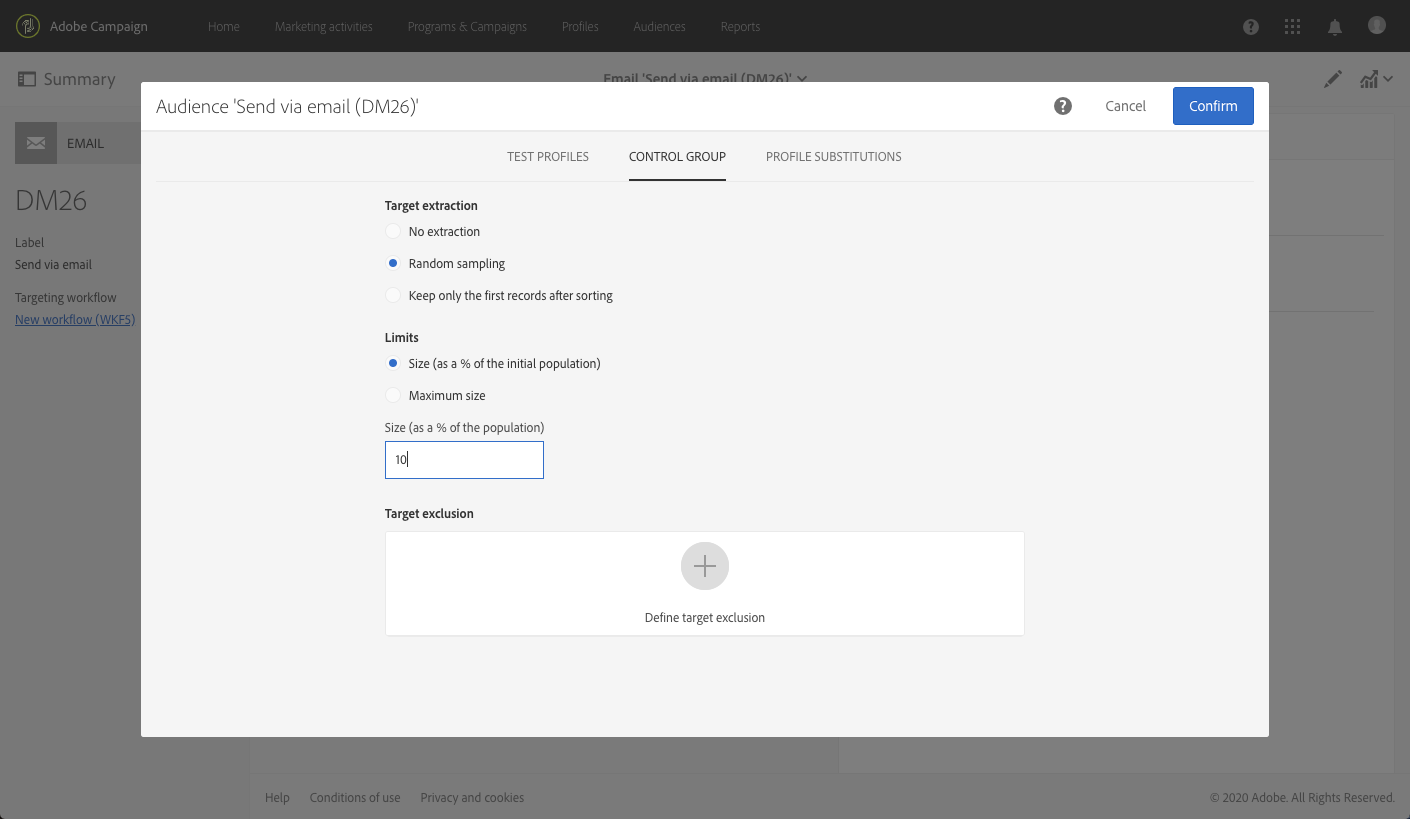 Adobe Campaign Home Marketing activities Programs & Campaigns Profiles Audiences Reports
Summary
Email 'Send via email (DM26)'
Audience 'Send via email (DM26)'
Cancel
Confirm
EMAIL
DM26
Label
Send via email
Targeting workflow
New workflow (WKF5)
TEST PROFILES CONTROL GROUP PROFILE SUBSTITUTIONS
Target extraction
No extraction
Random sampling
Keep only the first records after sorting
Limits
Size (as a % of the initial population)
Maximum size
Size (as a % of the population)
10
Target exclusion
Define target exclusion
Help Conditions of use Privacy and cookies © 2020 Adobe. All Rights Reserved.